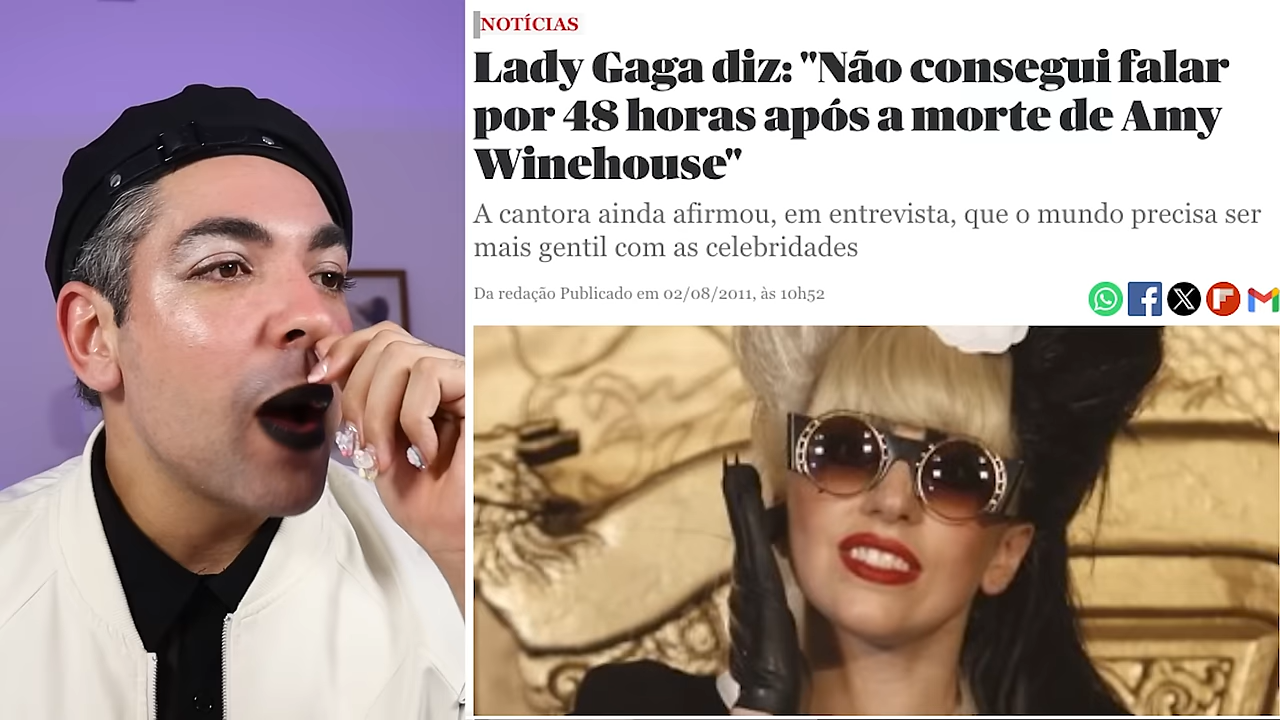 NOTÍCIAS
Lady Gaga diz: "Não consegui falar
por 48 horas após a morte de Amy
Winehouse"
A cantora ainda afirmou, em entrevista, que o mundo precisa ser
mais gentil com as celebridades
Da redação Publicado em 02/08/2011, às 10h52